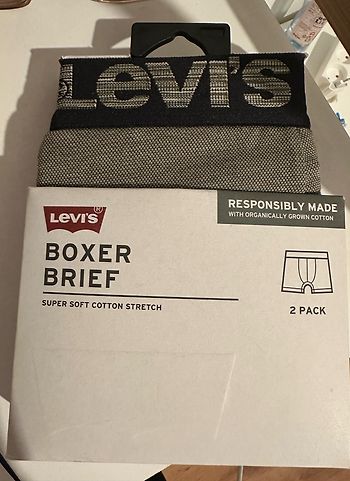 Levi's
RESPONSIBLY MADE
WITH ORGANICALLY GROWN COTTON
LEVI'S®
BOXER
BRIEF
SUPER SOFT COTTON STRETCH
2 PACK